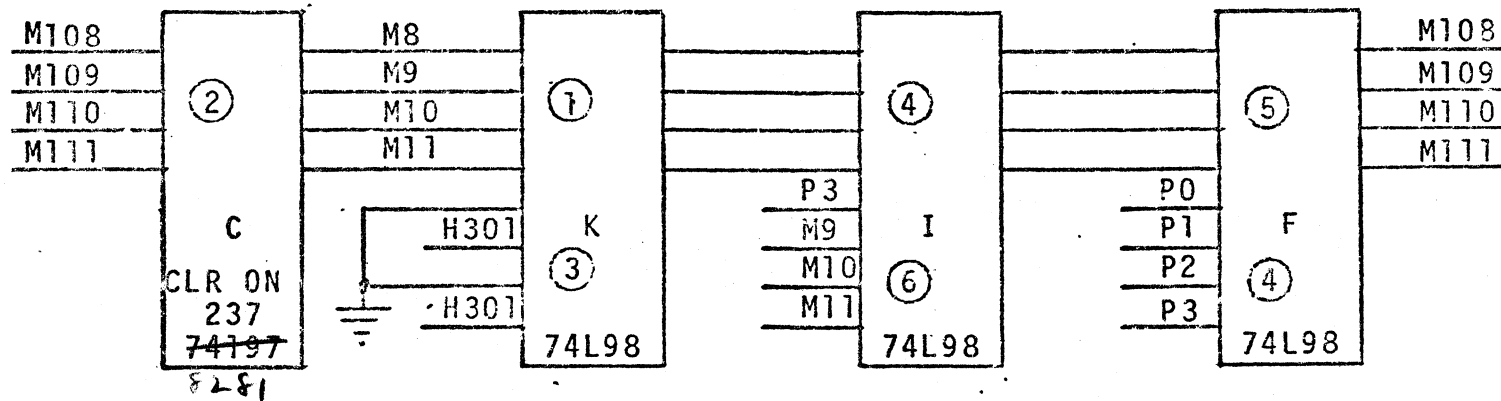 M108 M8 M108
M109 M9 M109
② M10 ① ④ ⑤
M110 M110
M111 M11 M111
P3 P0
C H301 K M9 I P1 F
CLR ON ③ M10 ⑥ P2 ④
237 H301 M11 P3
74197 74L98 74L98 74L98
8281